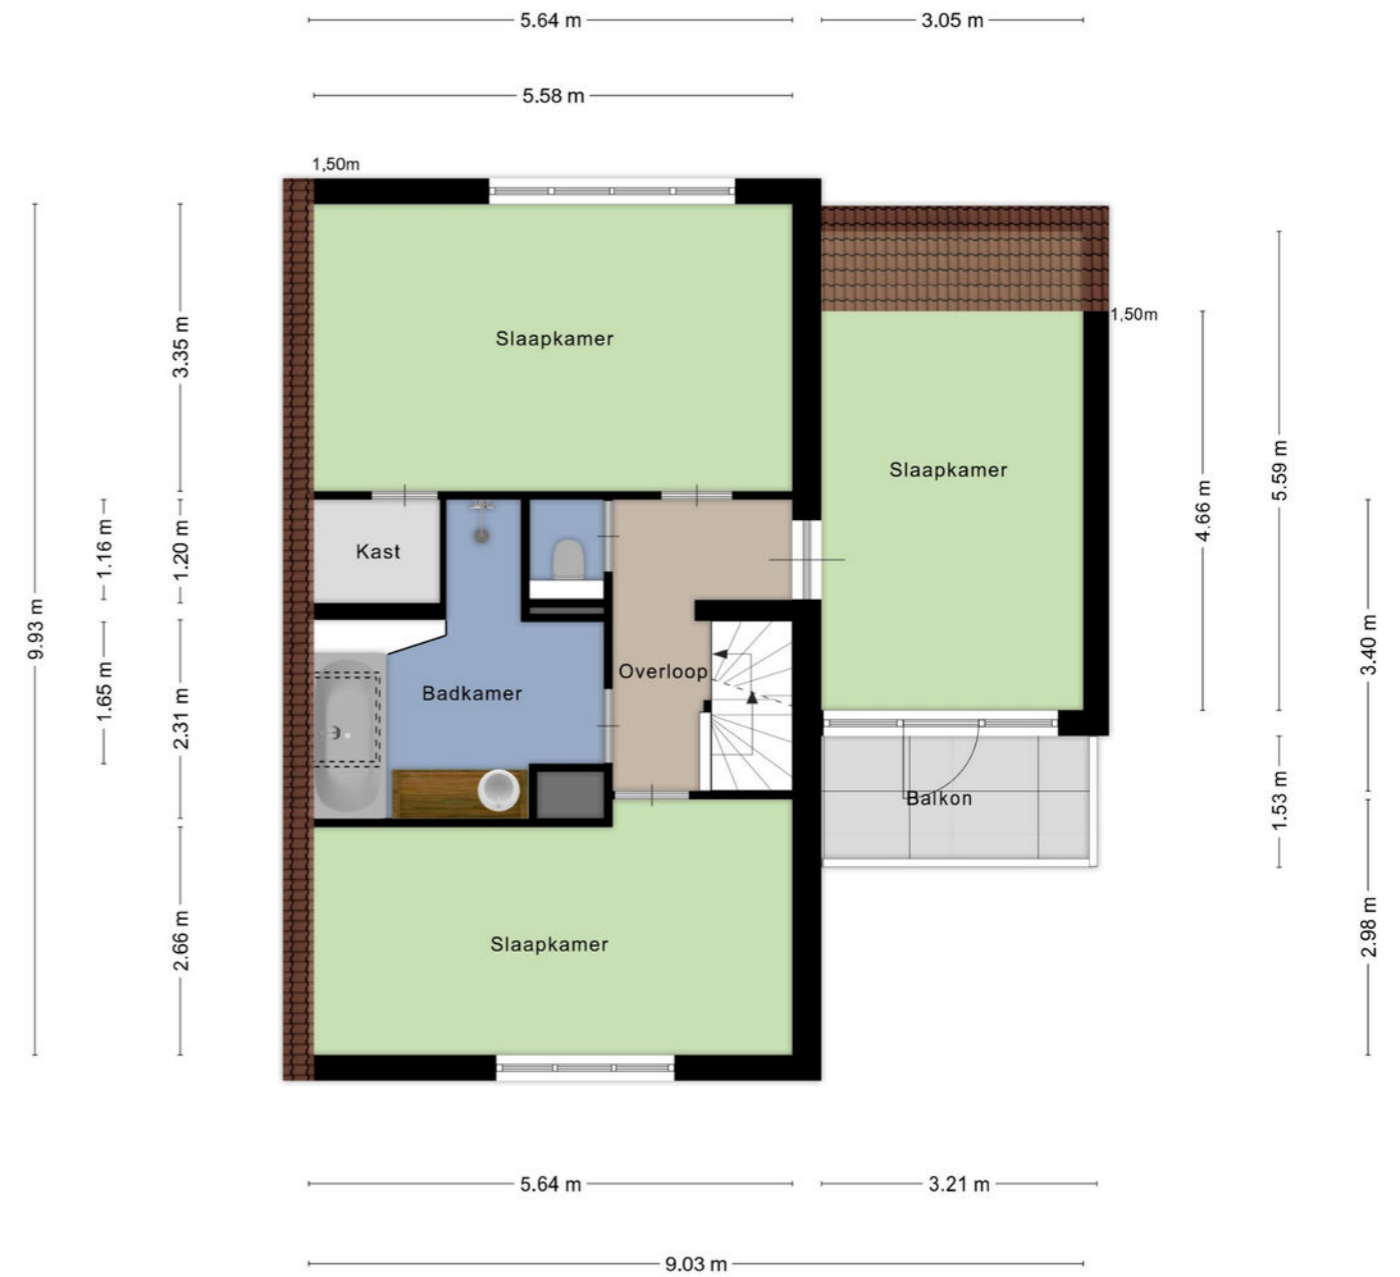 5.64 m
3.05 m
5.58 m
1,50m
Slaapkamer
1,50m
3.35 m
Slaapkamer
5.59 m
4.66 m
1.16 m
1.20 m
Kast
9.93 m
3.40 m
Overloop
Badkamer
1.65 m
2.31 m
Balkon
1.53 m
2.66 m
Slaapkamer
2.98 m
5.64 m
3.21 m
9.03 m